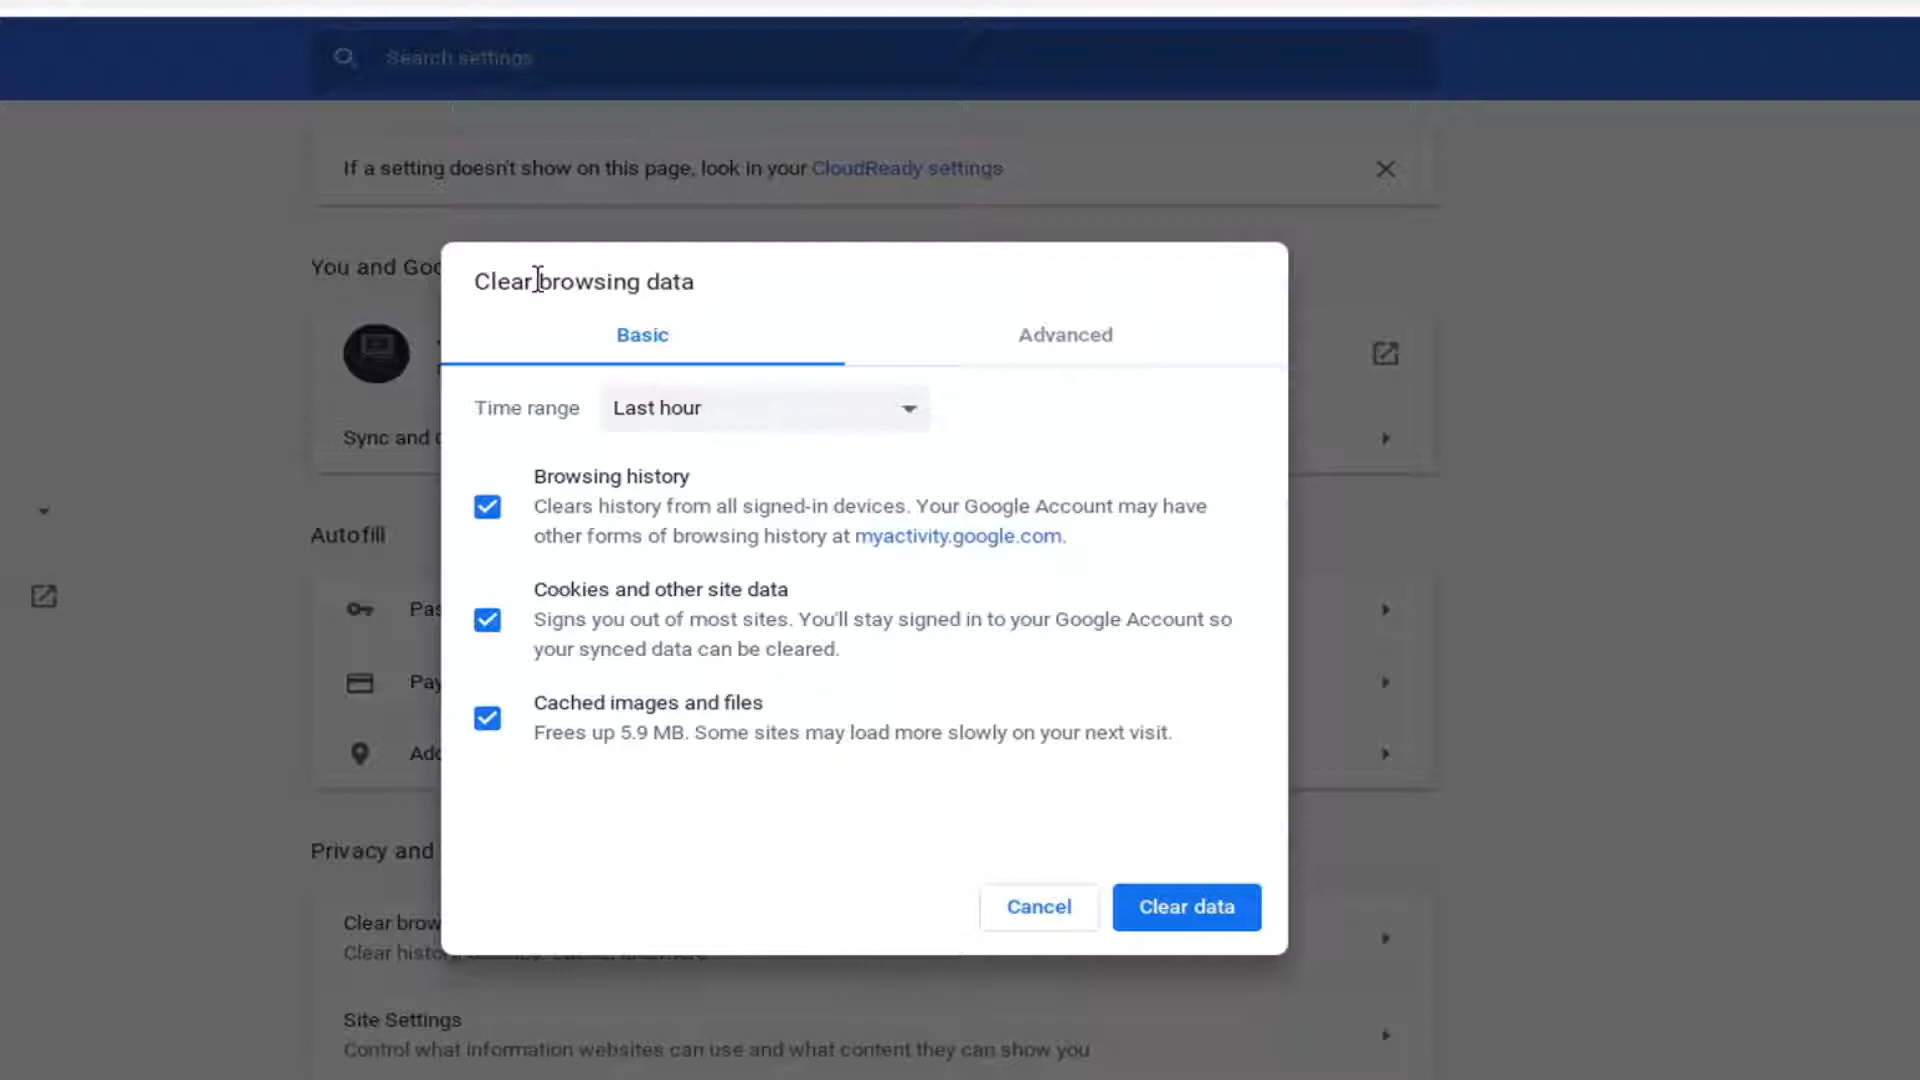 Search settings
If a setting doesn't show on this page, look in your CloudReady settings
You and Goo
Clear browsing data
Basic
Advanced
Time range
Last hour
Sync and
Browsing history
Clears history from all signed-in devices. Your Google Account may have
other forms of browsing history at myactivity.google.com.
Autofill
Cookies and other site data
Signs you out of most sites. You'll stay signed in to your Google Account so
your synced data can be cleared.
Pas
Pay
Cached images and files
Frees up 5.9 MB. Some sites may load more slowly on your next visit.
Add
Privacy and
Cancel
Clear data
Clear brow
Clear histo
Site Settings
Control what information websites can use and what content they can show you